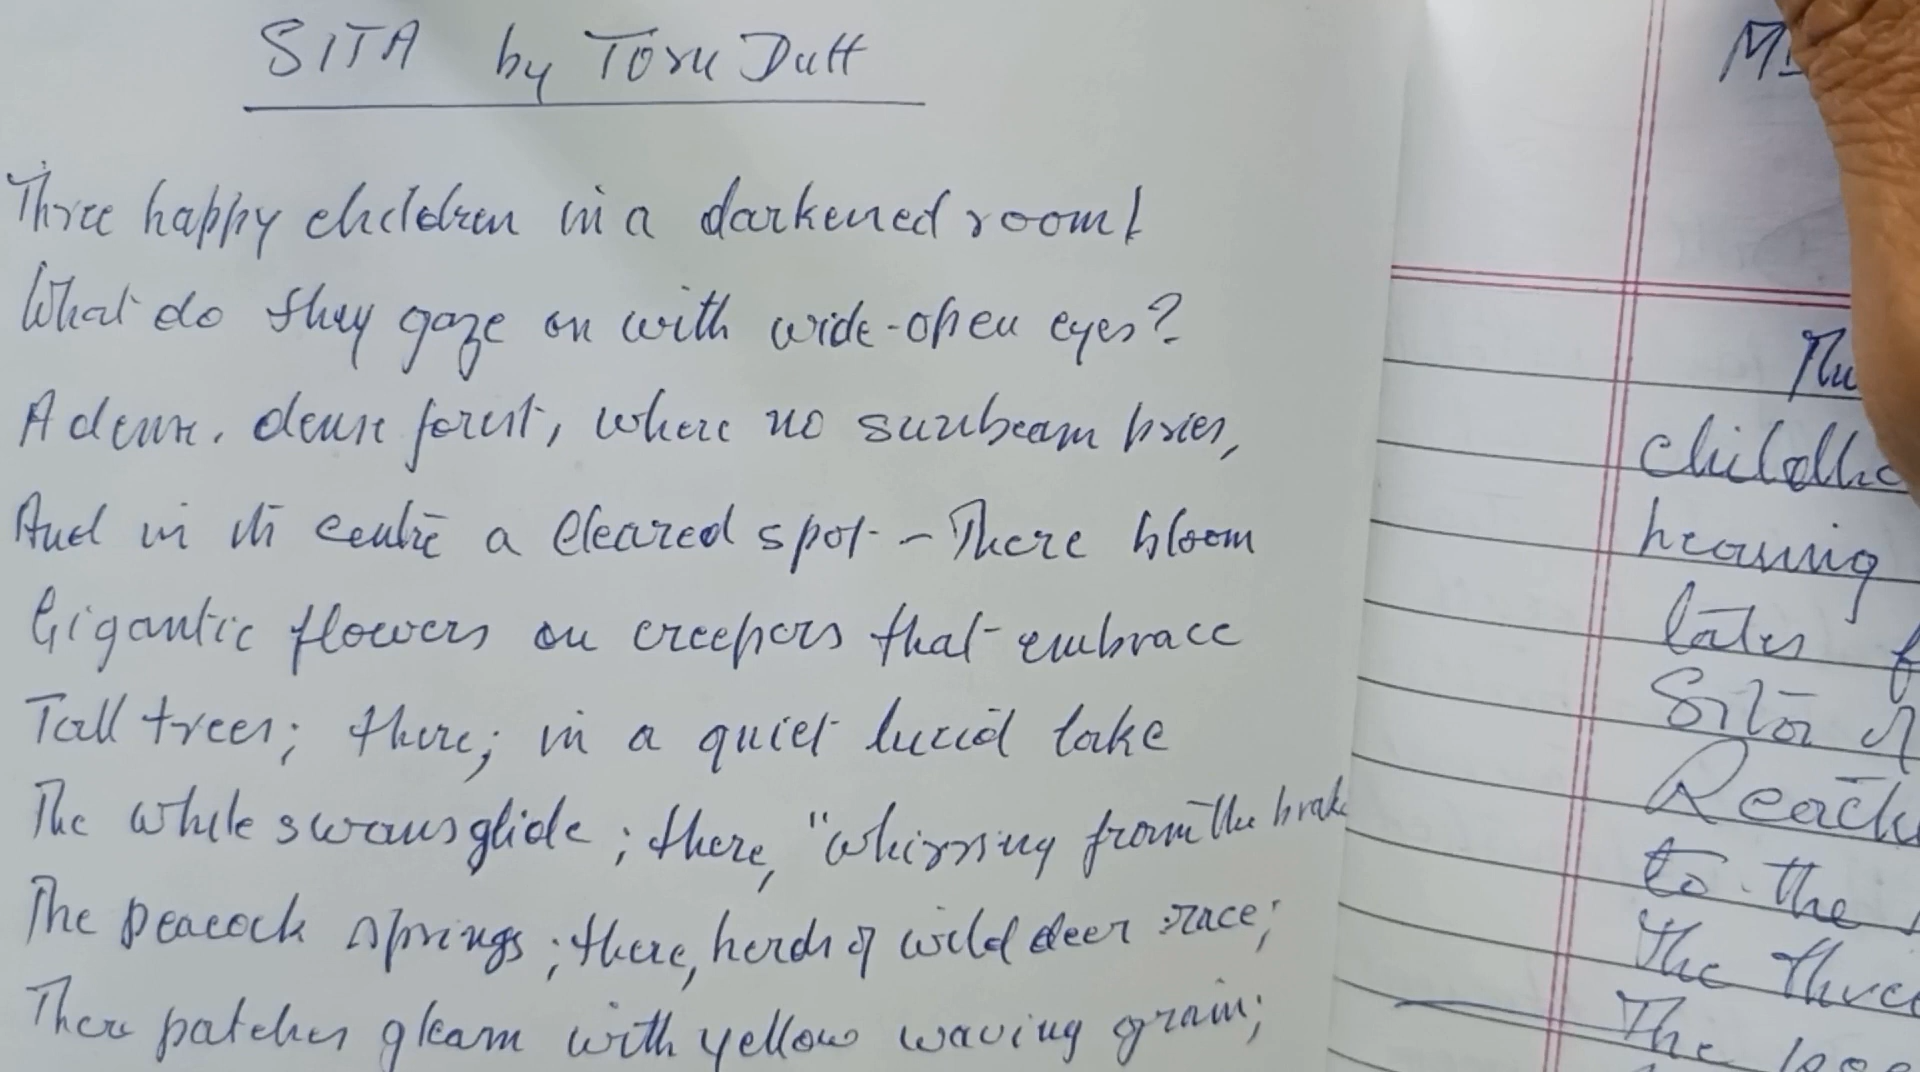 SITA by Toru Dutt
Three happy children in a darkened room!
What do they gaze on with wide-open eyes?
A dense, dense forest, where no sunbeam pries,
And in its centre a cleared spot - There bloom
Gigantic flowers on creepers that embrace
Tall trees; there; in a quiet lucid lake
The white swans glide; there, "whirring from the brake
The peacock springs; there, herds of wild deer race;
There patches gleam with yellow waving grain;
hearing
later
Sita
to the
The three
The